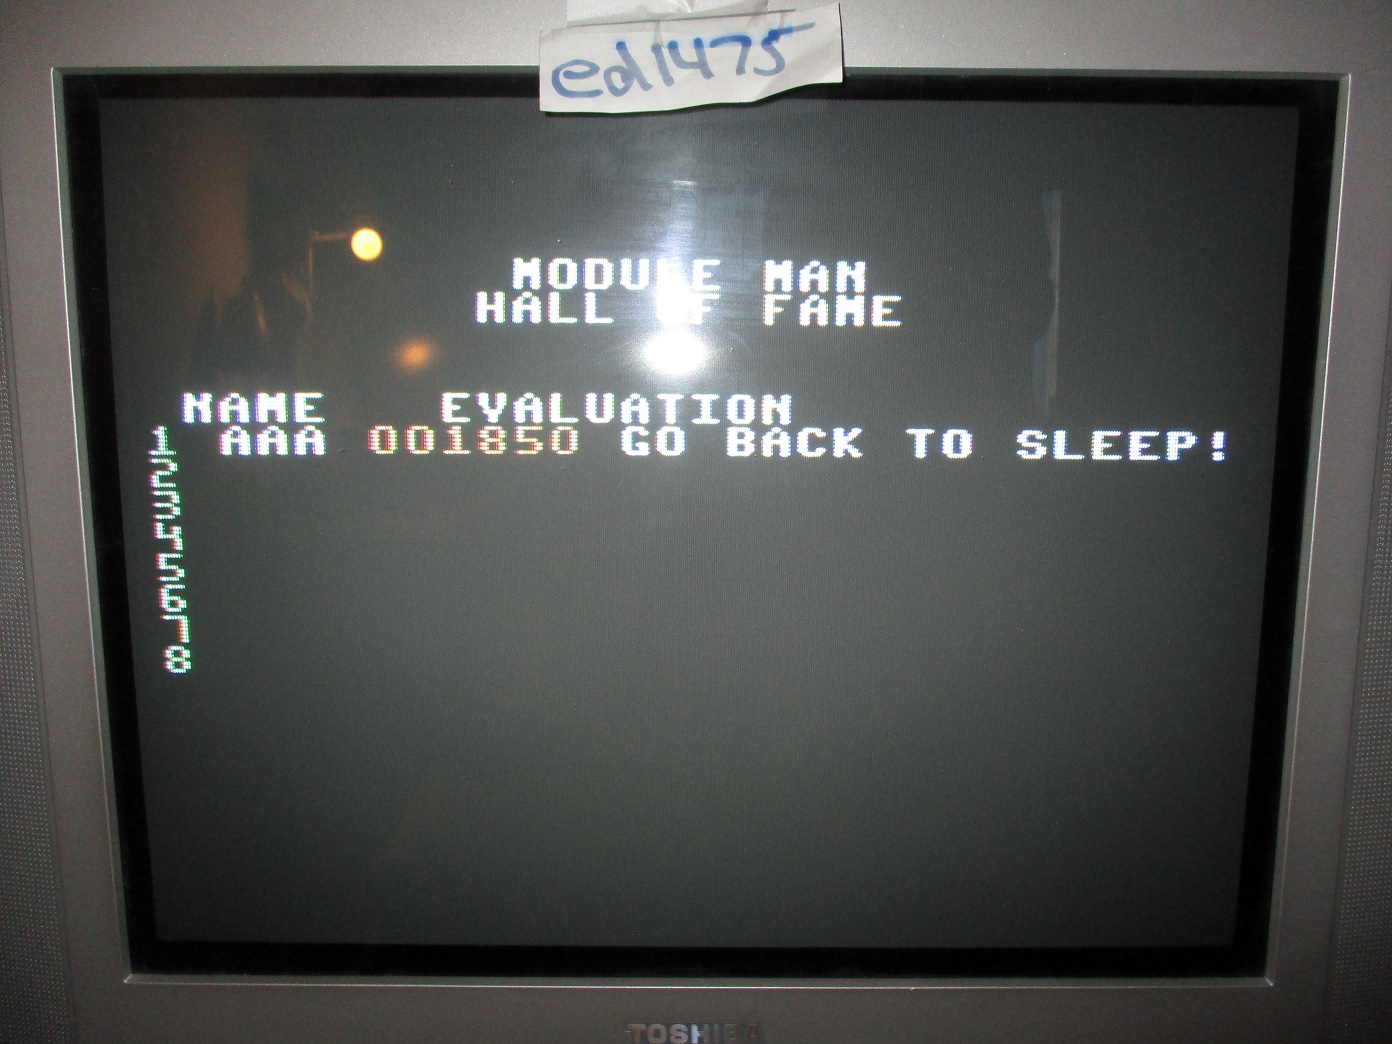 ed1475
MODULE MAN
HALL OF FAME
NAME EVALUATION
1 AAA 001850 GO BACK TO SLEEP!
2
3
4
5
6
7
8
TOSHIBA